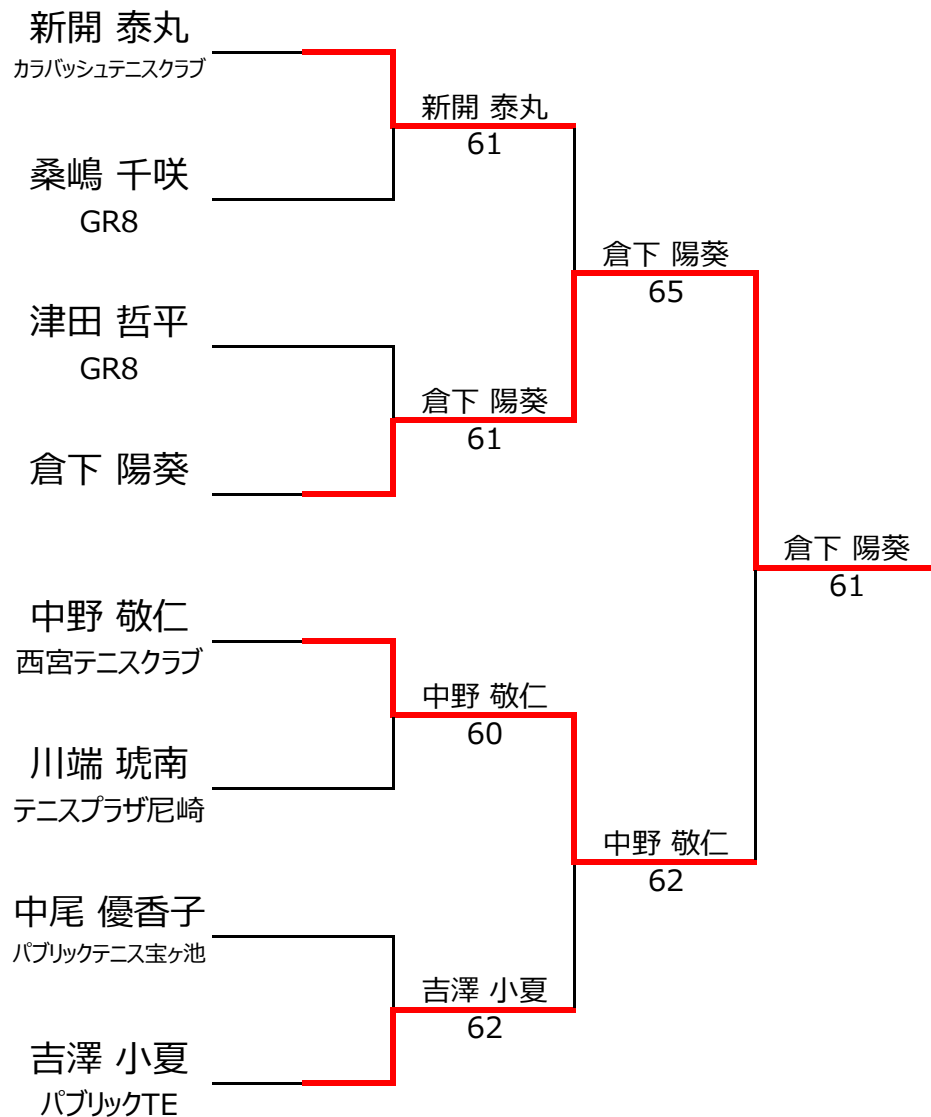 新開 泰丸
カラバッシュテニスクラブ
新開 泰丸
61
桑嶋 千咲
GR8
倉下 陽葵
65
津田 哲平
GR8
倉下 陽葵
61
倉下 陽葵
倉下 陽葵
61
中野 敬仁
西宮テニスクラブ
中野 敬仁
60
川端 琥南
テニスプラザ尼崎
中野 敬仁
62
中尾 優香子
パブリックテニス宝ヶ池
吉澤 小夏
62
吉澤 小夏
パブリックTE